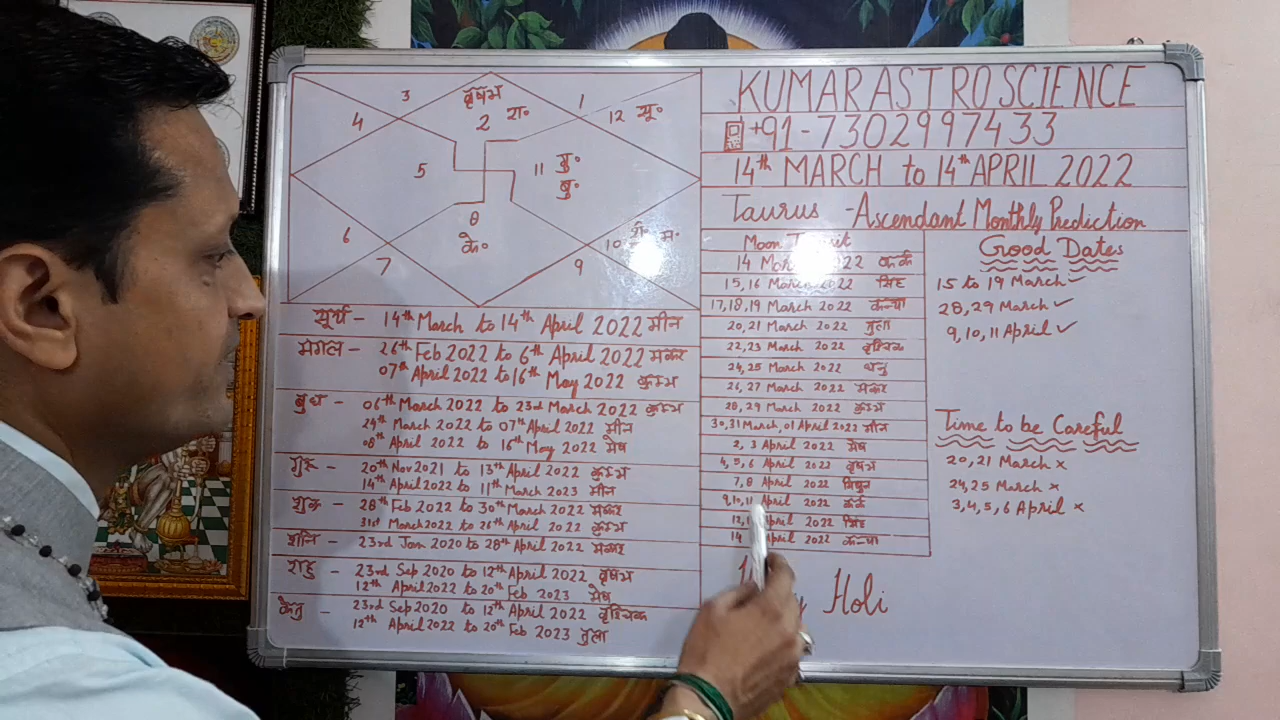 3
वृषभ
1
4
2 रा॰
12 सू॰
5
11 गु॰
बु॰
8
के॰
6
10
7
9
सूर्य - 14th March to 14th April 2022 मीन
मंगल - 26th Feb 2022 to 6th April 2022 मकर
07th April 2022 to 16th May 2022 कुम्भ
बुध - 06th March 2022 to 23rd March 2022 कुम्भ
24th March 2022 to 07th April 2022 मीन
08th April 2022 to 16th May 2022 मेष
गुरू - 20th Nov 2021 to 13th April 2022 कुम्भ
14th April 2022 to 11th March 2023 मीन
शुक्र - 28th Feb 2022 to 30th March 2022 मकर
31st March 2022 to 26th April 2022 कुम्भ
शनि - 23rd Jan 2020 to 28th April 2022 मकर
राहु - 23rd Sep 2020 to 12th April 2022 वृषभ
12th April 2022 to 20th Feb 2023 मेष
केतु - 23rd Sep 2020 to 12th April 2022 वृश्चिक
12th April 2022 to 20th Feb 2023 तुला
KUMAR ASTRO SCIENCE
+91-7302997433
14th MARCH to 14th APRIL 2022
Taurus - Ascendant Monthly Prediction
Moon Transit
14 March 2022 कर्क
15, 16 March 2022 सिंह
17, 18, 19 March 2022 कन्या
20, 21 March 2022 तुला
22, 23 March 2022 वृश्चिक
24, 25 March 2022 धनु
26, 27 March 2022 मकर
28, 29 March 2022 कुम्भ
30, 31 March, 01 April 2022 मीन
2, 3 April 2022 मेष
4, 5, 6 April 2022 वृषभ
7, 8 April 2022 मिथुन
9, 10, 11 April 2022 कर्क
April 2022 सिंह
14 April 2022 कन्या
Good Dates
15 to 19 March ✓
28, 29 March ✓
9, 10, 11 April ✓
Time to be Careful
20, 21 March ×
24, 25 March ×
3, 4, 5, 6 April ×
Holi